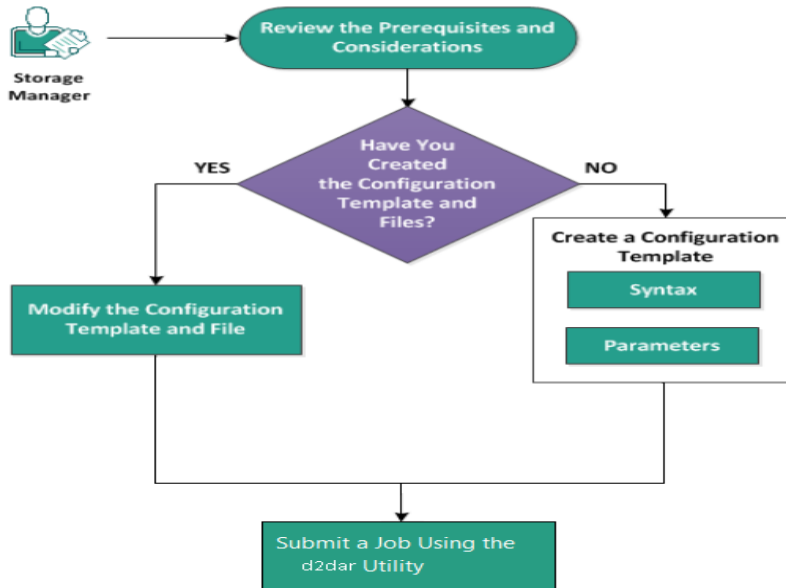 Review the Prerequisites and
Considerations
Storage
Manager
Have You
Created
the Configuration
Template and
Files?
YES
NO
Create a Configuration
Template
Syntax
Parameters
Modify the Configuration
Template and File
Submit a Job Using the
d2dar Utility